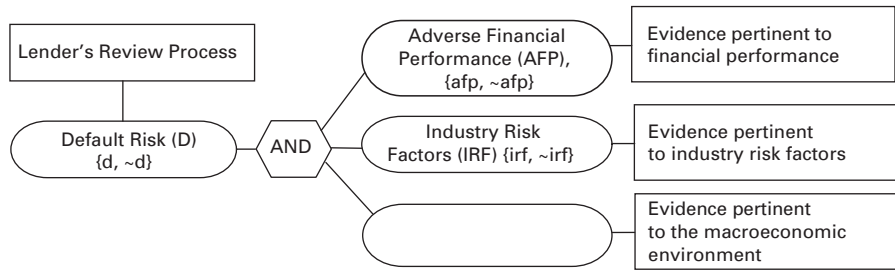 Lender's Review Process
Default Risk (D)
{d, ~d}
AND
Adverse Financial
Performance (AFP),
{afp, ~afp}
Industry Risk
Factors (IRF) {irf, ~irf}
Evidence pertinent to
financial performance
Evidence pertinent
to industry risk factors
Evidence pertinent
to the macroeconomic
environment